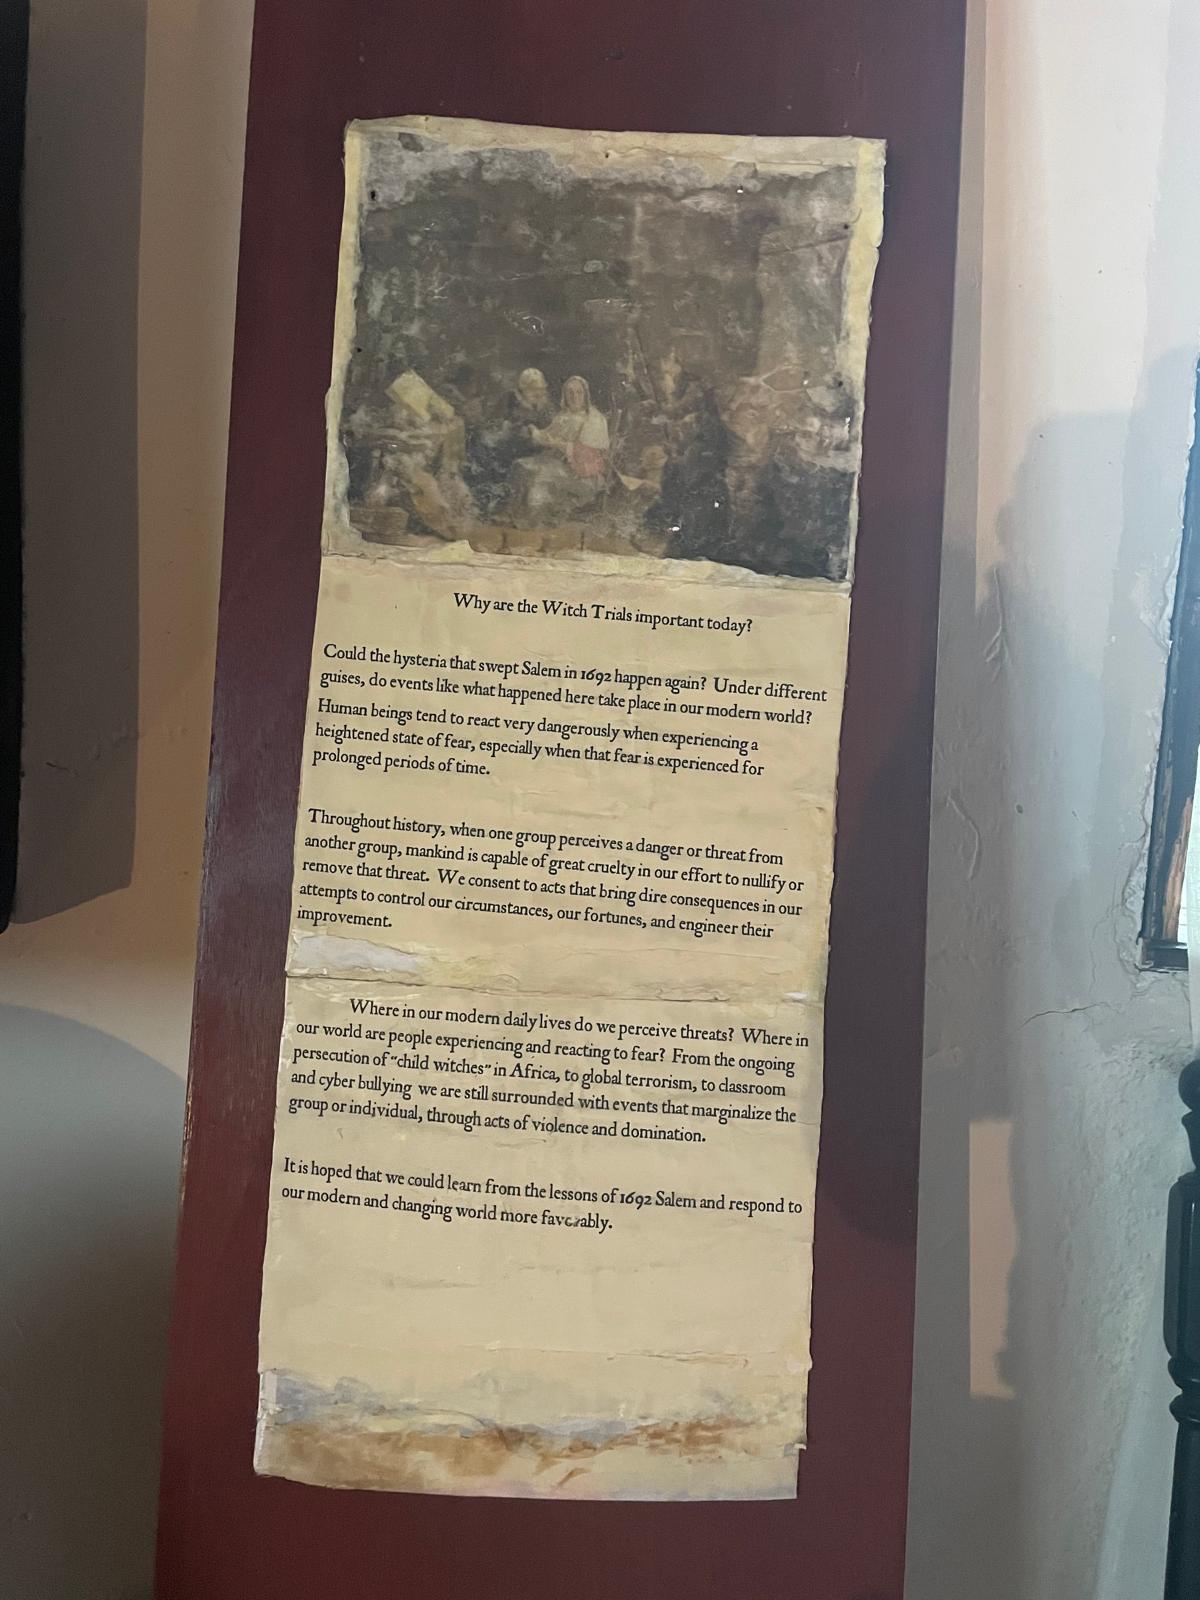 Why are the Witch Trials important today?
Could the hysteria that swept Salem in 1692 happen again? Under different
guises, do events like what happened here take place in our modern world?
Human beings tend to react very dangerously when experiencing a
heightened state of fear, especially when that fear is experienced for
prolonged periods of time.
Throughout history, when one group perceives a danger or threat from
another group, mankind is capable of great cruelty in our effort to nullify or
remove that threat. We consent to acts that bring dire consequences in our
attempts to control our circumstances, our fortunes, and engineer their
improvement.
Where in our modern daily lives do we perceive threats? Where in
our world are people experiencing and reacting to fear? From the ongoing
persecution of "child witches" in Africa, to global terrorism, to classroom
and cyber bullying we are still surrounded with events that marginalize the
group or individual, through acts of violence and domination.
It is hoped that we could learn from the lessons of 1692 Salem and respond to
our modern and changing world more favorably.